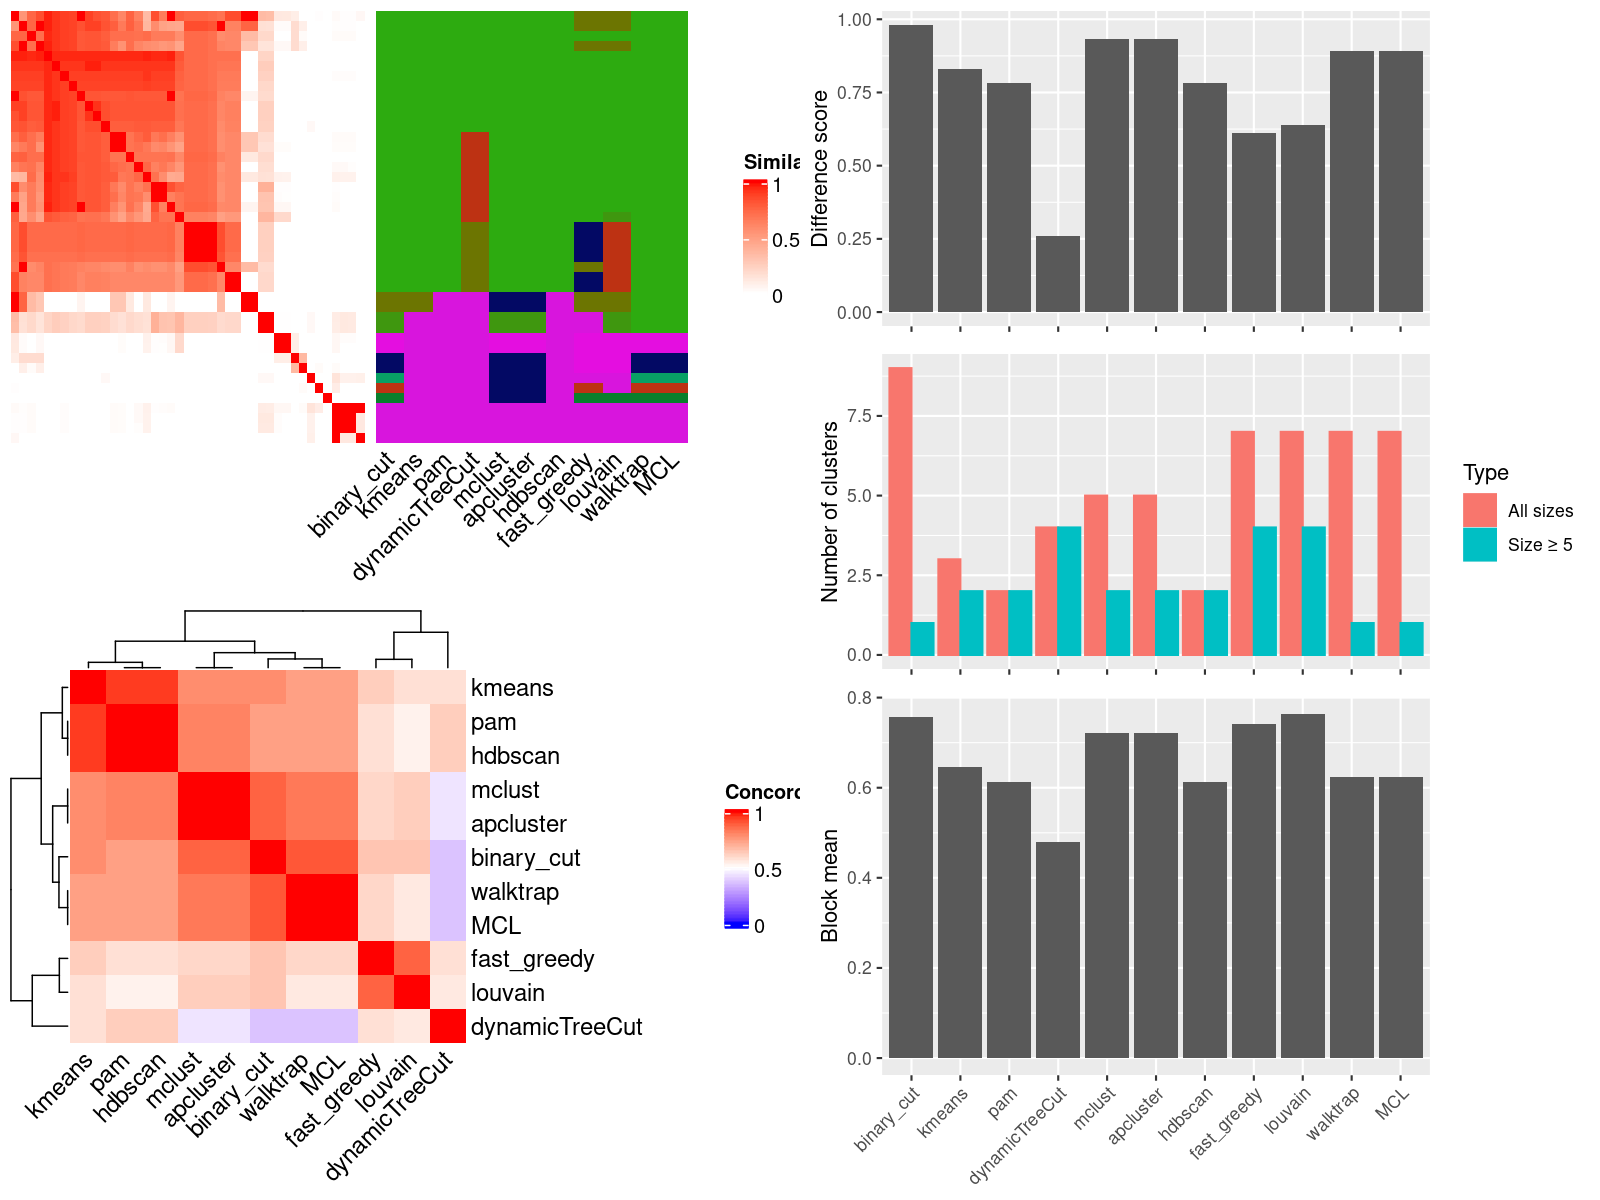 Simila
1
0.5
0
binary_cut
kmeans
pam
dynamicTreeCut
mclust
apcluster
hdbscan
fast_greedy
louvain
walktrap
MCL
kmeans
pam
hdbscan
mclust
apcluster
binary_cut
walktrap
MCL
fast_greedy
louvain
dynamicTreeCut
kmeans
pam
hdbscan
mclust
apcluster
binary_cut
walktrap
MCL
fast_greedy
louvain
dynamicTreeCut
Concord
1
0.5
0
Difference score
1.00
0.75
0.50
0.25
0.00
Number of clusters
7.5
5.0
2.5
0.0
Type
All sizes
Size ≥ 5
Block mean
0.8
0.6
0.4
0.2
0.0
binary_cut
kmeans
pam
dynamicTreeCut
mclust
apcluster
hdbscan
fast_greedy
louvain
walktrap
MCL